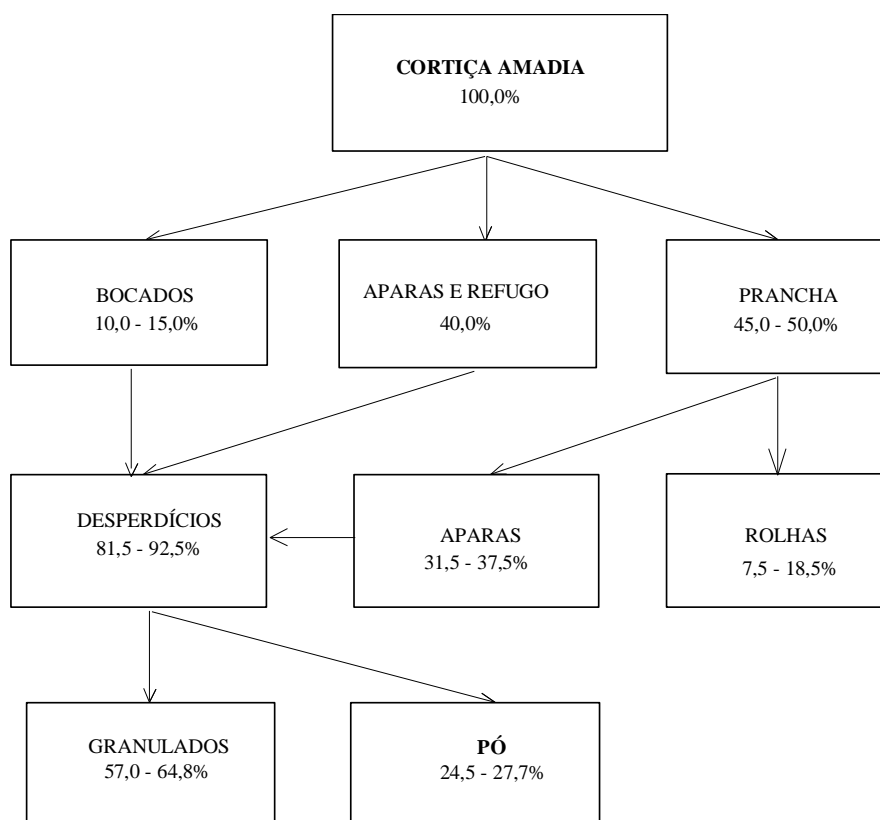 CORTIÇA AMADIA
100,0%
BOCADOS
10,0 - 15,0%
APARAS E REFUGO
40,0%
PRANCHA
45,0 - 50,0%
DESPERDÍCIOS
81,5 - 92,5%
APARAS
31,5 - 37,5%
ROLHAS
7,5 - 18,5%
GRANULADOS
57,0 - 64,8%
PÓ
24,5 - 27,7%